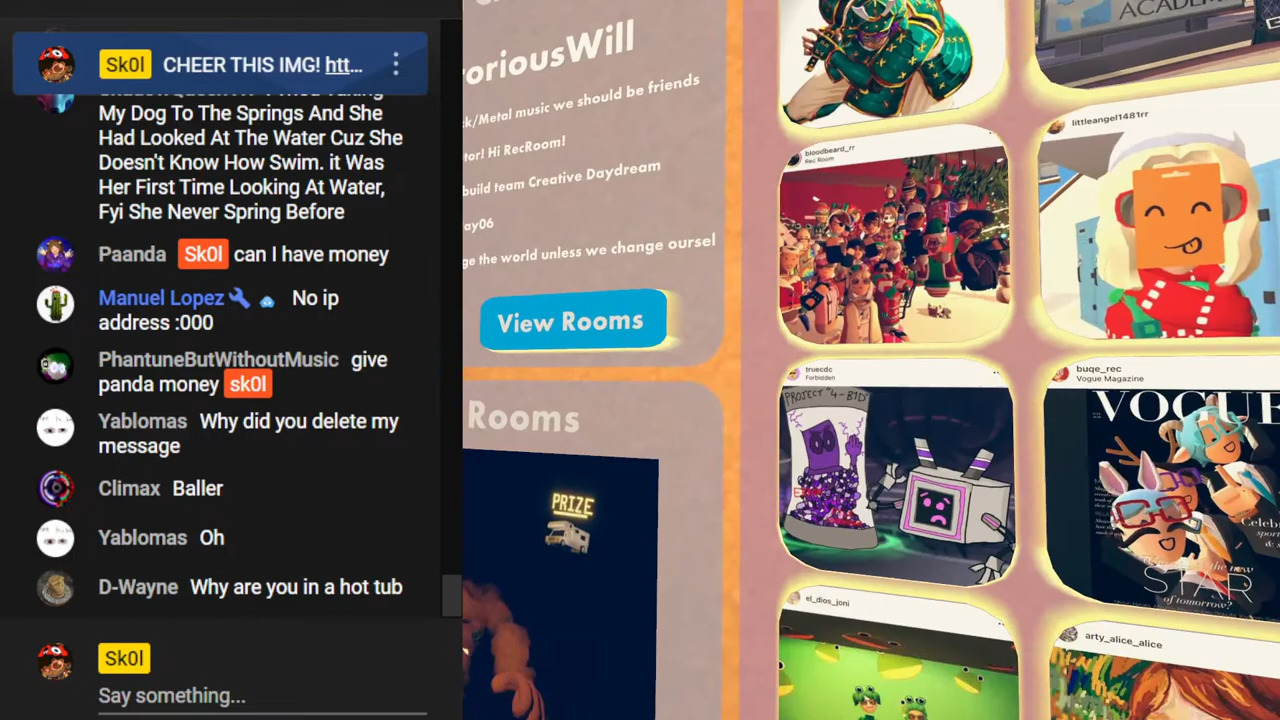 Sk0l CHEER THIS IMG! htt...
My Dog To The Springs And She
Had Looked At The Water Cuz She
Doesn't Know How Swim. it Was
Her First Time Looking At Water,
Fyi She Never Spring Before
Paanda Sk0l can I have money
Manuel Lopez No ip
address :000
PhantuneButWithoutMusic give
panda money sk0l
Yablomas Why did you delete my
message
Climax Baller
Yablomas Oh
D-Wayne Why are you in a hot tub
Sk0l
Say something...
oriousWill
ck/Metal music we should be friends
tor! Hi RecRoom!
build team Creative Daydream
ay06
ge the world unless we change oursel
View Rooms
Rooms
PRIZE
ACADEM
bloodbeard_rr
Rec Room
littleangel1481rr
truecdc
Forbidden
PROJECT "4-B1D"
buqe_rec
Vogue Magazine
VOGUE
Celeb
STAR
of tomorrow?
el_dios_joni
arty_alice_alice